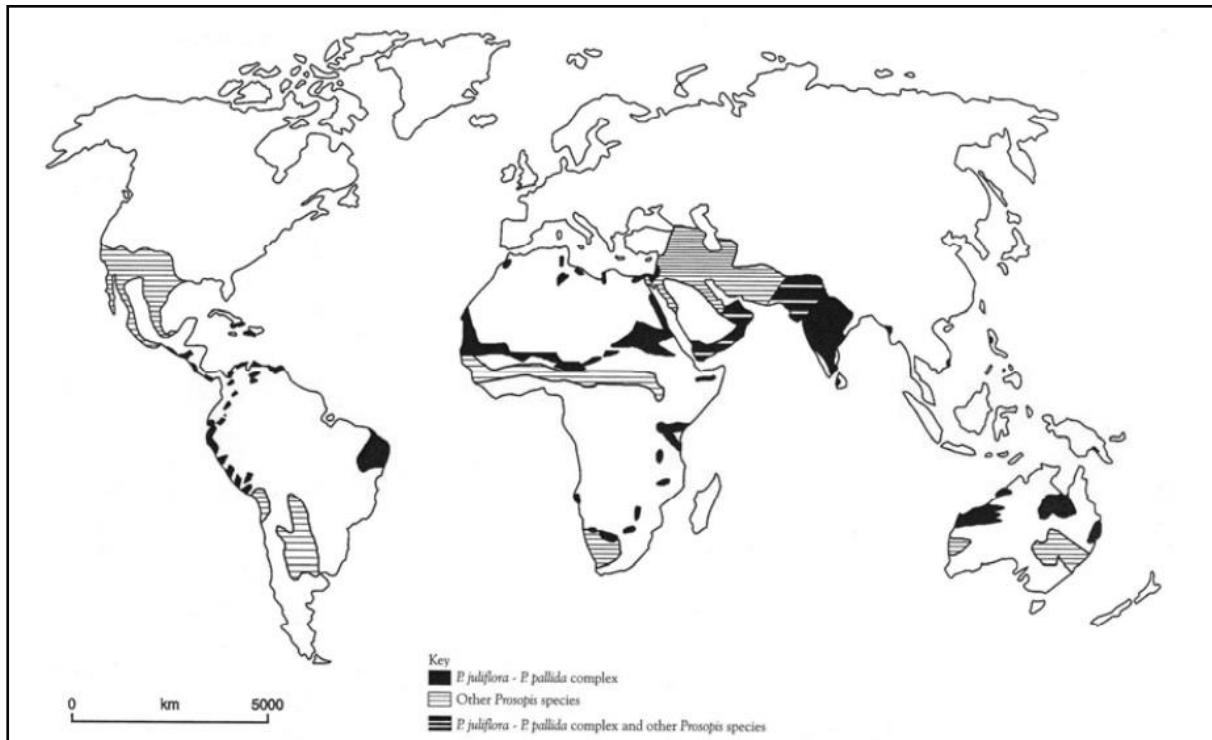 Key
P. juliflora - P. pallida complex
Other Prosopis species
P. juliflora - P. pallida complex and other Prosopis species
0 km 5000